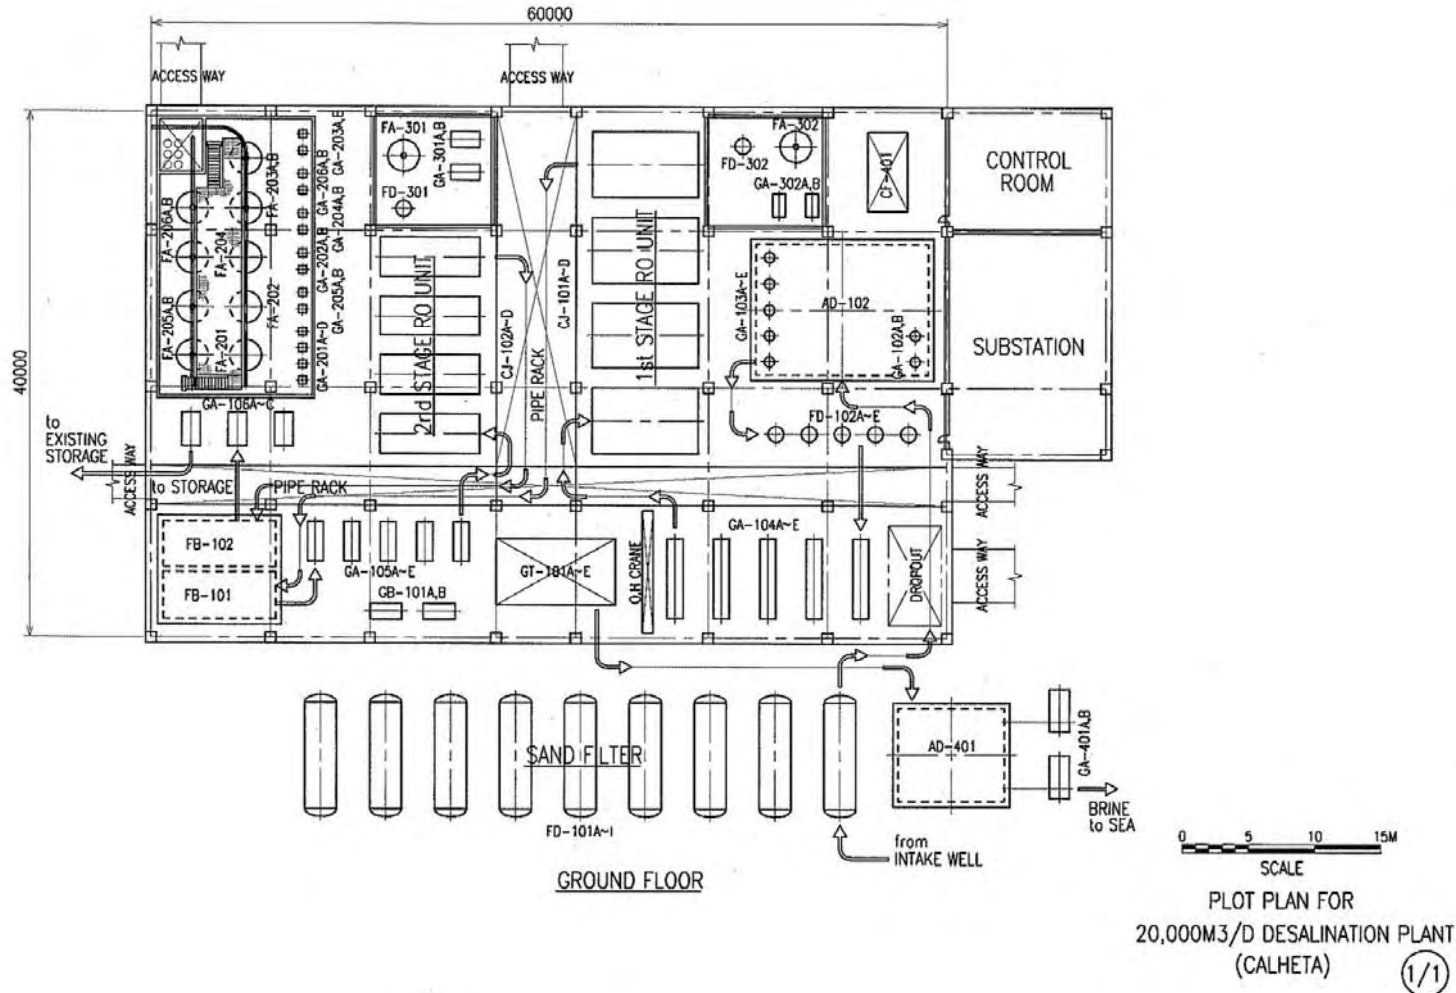 60000
ACCESS WAY
ACCESS WAY
40000
FA-203A,B
FA-206A,B
FA-204
FA-205A,B
FA-202
FA-201
GA-203A,B
GA-206A,B
GA-204A,B
GA-202A,B
GA-205A,B
GA-201A~D
FA-301
GA-301A,B
FD-301
FA-302
FD-302
GA-302A,B
CF-401
CONTROL
ROOM
2nd STAGE RO UNIT
CJ-102A~D
PIPE RACK
CJ-101A~D
1st STAGE RO UNIT
GA-103A~E
AD-102
GA-102A,B
SUBSTATION
GA-106A~C
FD-102A~E
to
EXISTING
STORAGE
ACCESS WAY
to STORAGE
PIPE RACK
ACCESS WAY
FB-102
FB-101
GA-105A~E
GB-101A,B
GT-101A~E
O.H CRANE
GA-104A~E
DROPOUT
ACCESS WAY
SAND FILTER
FD-101A~I
AD-401
GA-401A,B
BRINE
to SEA
from
INTAKE WELL
GROUND FLOOR
0 5 10 15M
SCALE
PLOT PLAN FOR
20,000M3/D DESALINATION PLANT
(CALHETA)
1/1